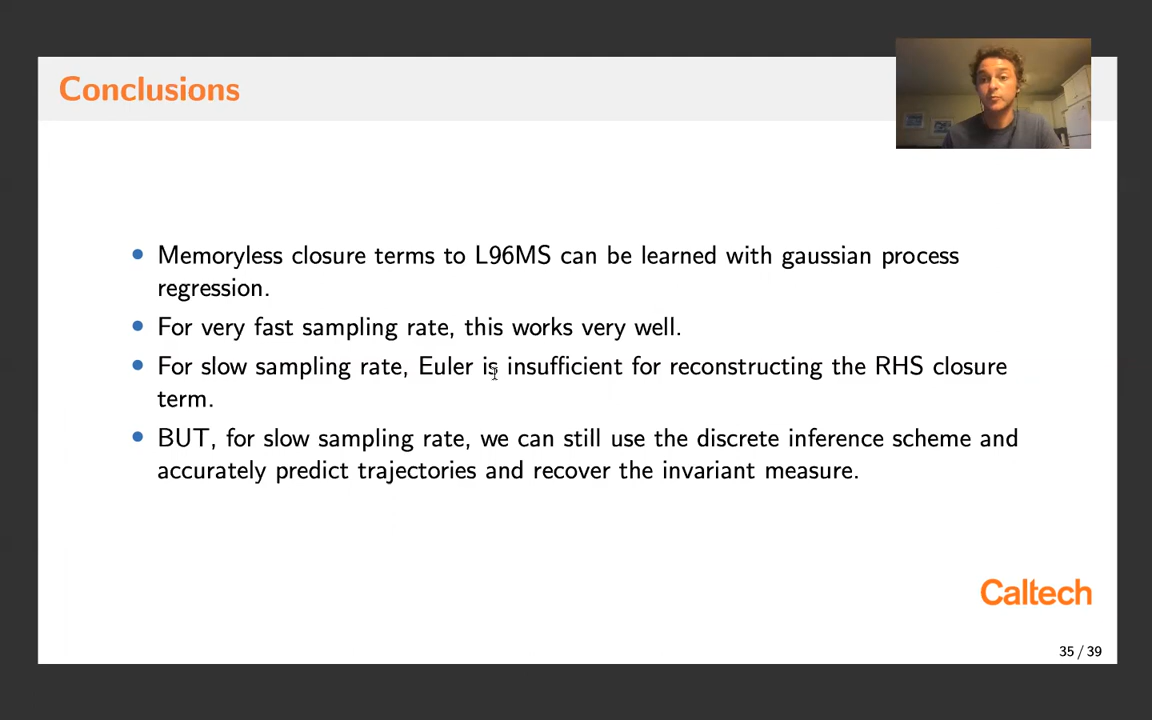 Conclusions
Memoryless closure terms to L96MS can be learned with gaussian process
regression.
For very fast sampling rate, this works very well.
For slow sampling rate, Euler is insufficient for reconstructing the RHS closure
term.
BUT, for slow sampling rate, we can still use the discrete inference scheme and
accurately predict trajectories and recover the invariant measure.
Caltech
35 / 39